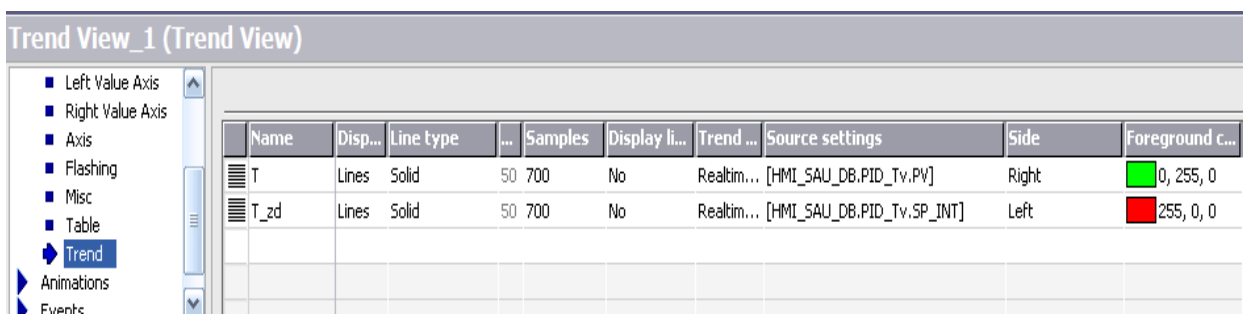 Trend View_1 (Trend View)
Left Value Axis
Right Value Axis
Axis
Flashing
Misc
Table
Trend
Animations
Events
Name Disp... Line type ... Samples Display li... Trend ... Source settings Side Foreground c...
T Lines Solid 50 700 No Realtim... [HMI_SAU_DB.PID_Tv.PV] Right 0, 255, 0
T_zd Lines Solid 50 700 No Realtim... [HMI_SAU_DB.PID_Tv.SP_INT] Left 255, 0, 0